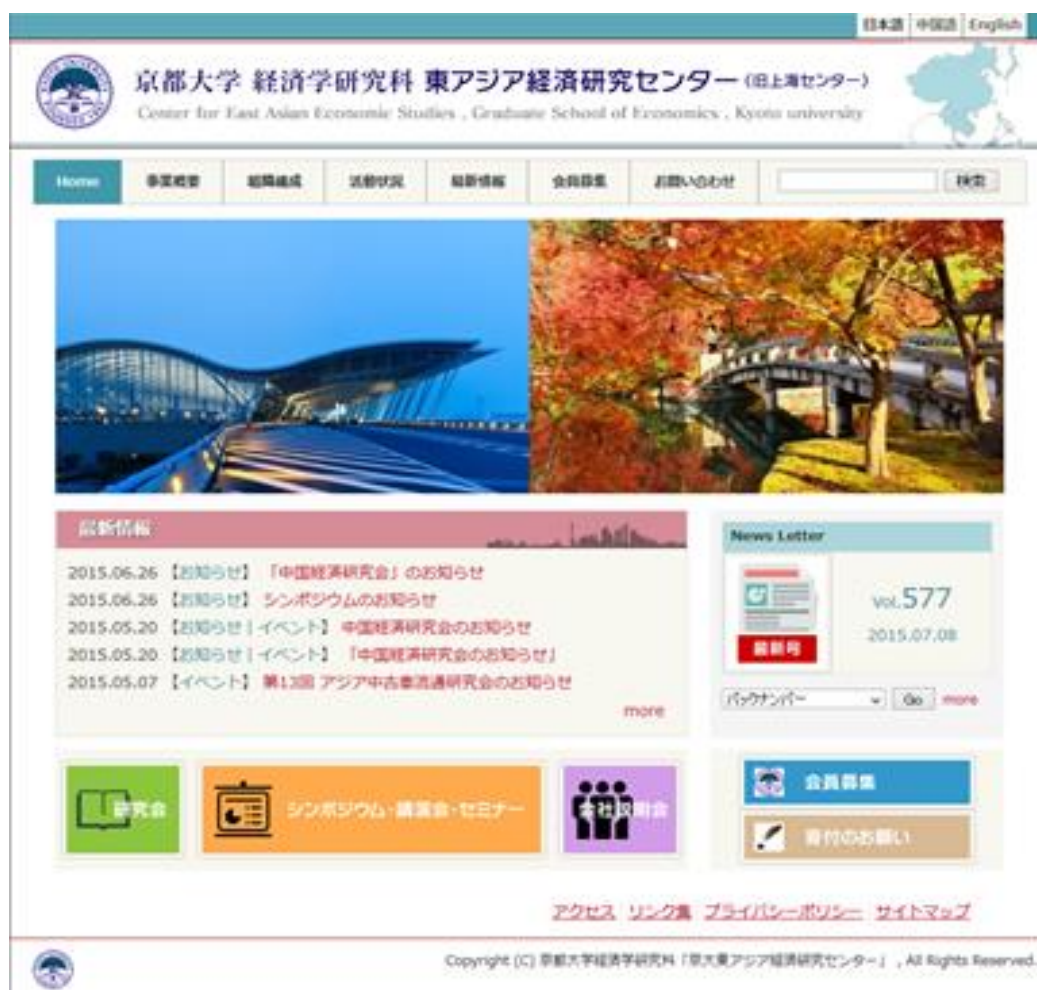 日本語 中国語 English
京都大学 経済学研究科 東アジア経済研究センター (旧上海センター)
Center for East Asian Economic Studies , Graduate School of Economics , Kyoto university
Home 事業概要 組織構成 活動状況 最新情報 会員募集 お問い合わせ 検索
最新情報
2015.06.26 【お知らせ】 「中国経済研究会」のお知らせ
2015.06.26 【お知らせ】 シンポジウムのお知らせ
2015.05.20 【お知らせ | イベント】 中国経済研究会のお知らせ
2015.05.20 【お知らせ | イベント】 「中国経済研究会のお知らせ」
2015.05.07 【イベント】 第13回 アジア中古車流通研究会のお知らせ
more
News Letter
Vol.577
2015.07.08
最新号
バックナンバー Go more
研究会
シンポジウム・講演会・セミナー
会社説明会
会員募集
寄付のお願い
アクセス リンク集 プライバシーポリシー サイトマップ
Copyright (C) 京都大学経済学研究科「京大東アジア経済研究センター」 , All Rights Reserved.